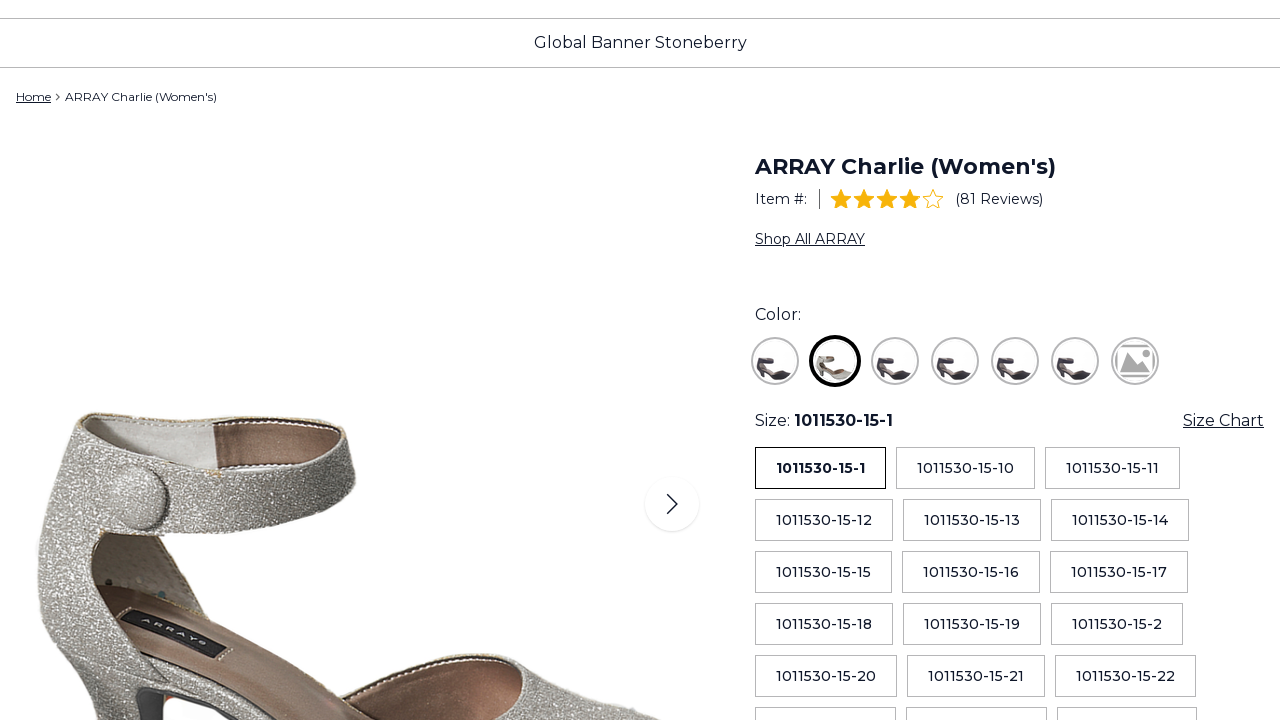 Global Banner Stoneberry
Home > ARRAY Charlie (Women's)
ARRAY Charlie (Women's)
Item #: (81 Reviews)
Shop All ARRAY
Color:
Size: 1011530-15-1 Size Chart
1011530-15-1 1011530-15-10 1011530-15-11
1011530-15-12 1011530-15-13 1011530-15-14
1011530-15-15 1011530-15-16 1011530-15-17
1011530-15-18 1011530-15-19 1011530-15-2
1011530-15-20 1011530-15-21 1011530-15-22
ARRAYS